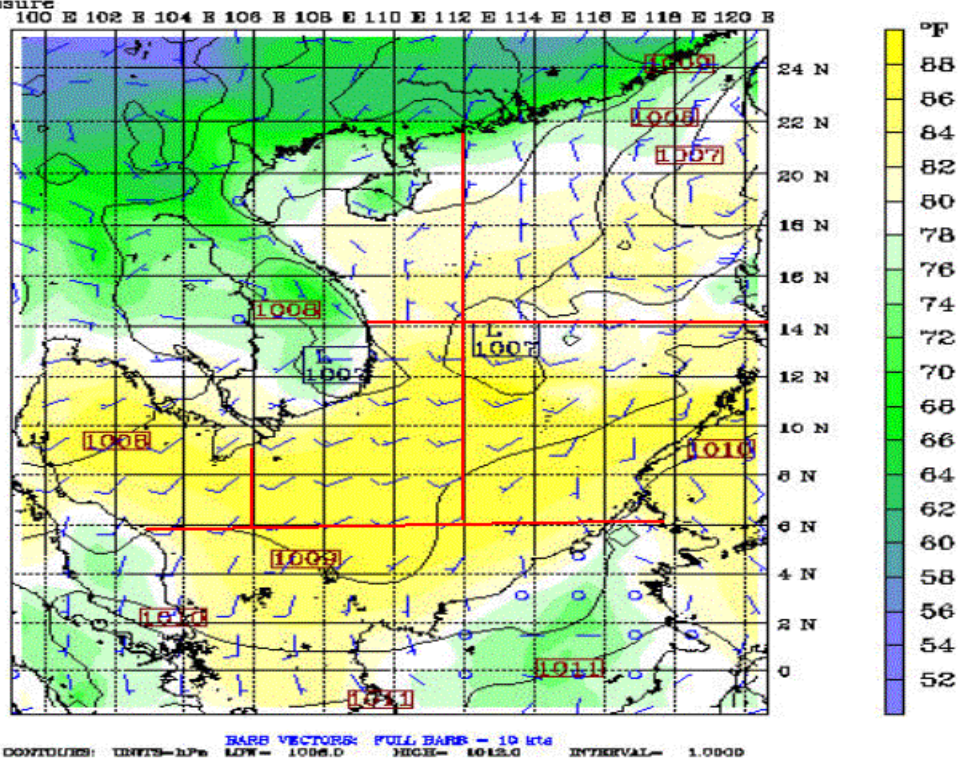 ssure
100 E 102 E 104 E 106 E 108 E 110 E 112 E 114 E 116 E 118 E 120 E
°F
24 N
22 N
20 N
18 N
16 N
14 N
12 N
10 N
8 N
6 N
4 N
2 N
0
88
86
84
82
80
78
76
74
72
70
68
66
64
62
60
58
56
54
52
1009
1006
1007
1008
L
1007
L
1007
1008
1010
1009
1010
1011
1011
BARB VECTORS: FULL BARB = 10 kts
CONTOURS: UNITS=hPa LOW= 1006.0 HIGH= 1012.0 INTERVAL= 1.0000